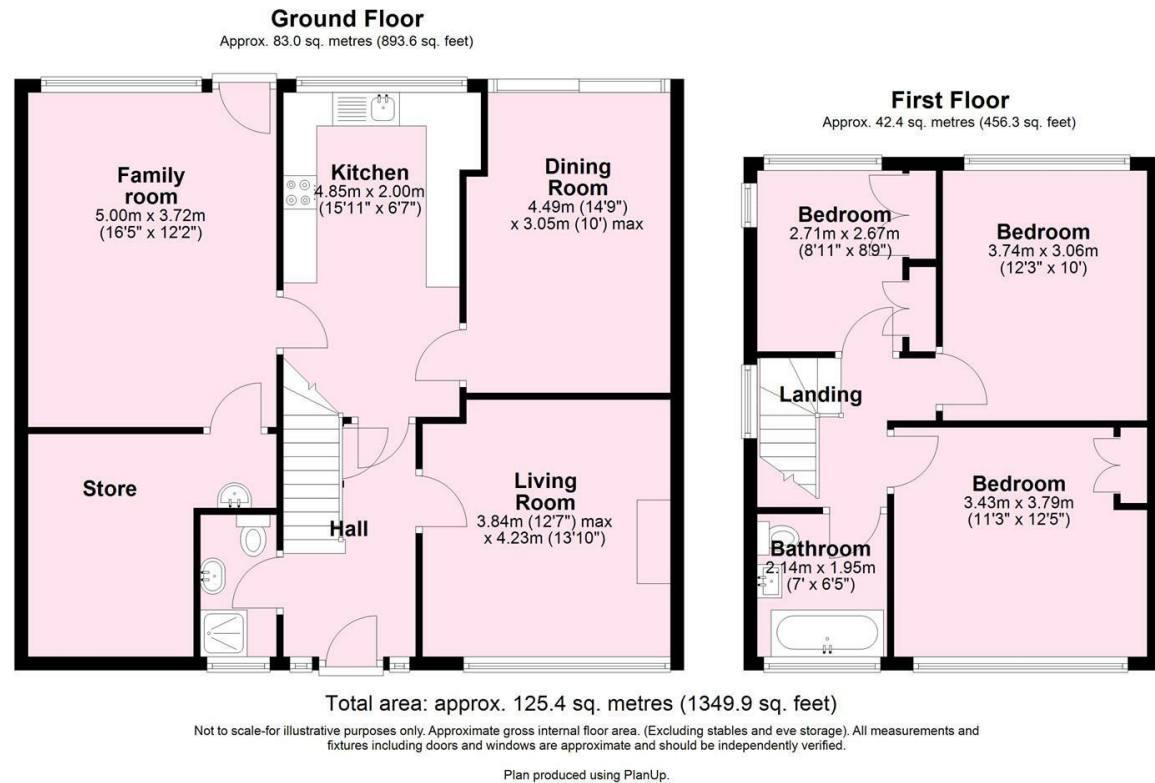 Ground Floor
Approx. 83.0 sq. metres (893.6 sq. feet)
Family
room
5.00m x 3.72m
(16'5" x 12'2")
Kitchen
4.85m x 2.00m
(15'11" x 6'7")
Dining
Room
4.49m (14'9")
x 3.05m (10') max
Store
Hall
Living
Room
3.84m (12'7") max
x 4.23m (13'10")
First Floor
Approx. 42.4 sq. metres (456.3 sq. feet)
Bedroom
2.71m x 2.67m
(8'11" x 8'9")
Bedroom
3.74m x 3.06m
(12'3" x 10')
Landing
Bedroom
3.43m x 3.79m
(11'3" x 12'5")
Bathroom
2.14m x 1.95m
(7' x 6'5")
Total area: approx. 125.4 sq. metres (1349.9 sq. feet)
Not to scale-for illustrative purposes only. Approximate gross internal floor area. (Excluding stables and eve storage). All measurements and
fixtures including doors and windows are approximate and should be independently verified.
Plan produced using PlanUp.